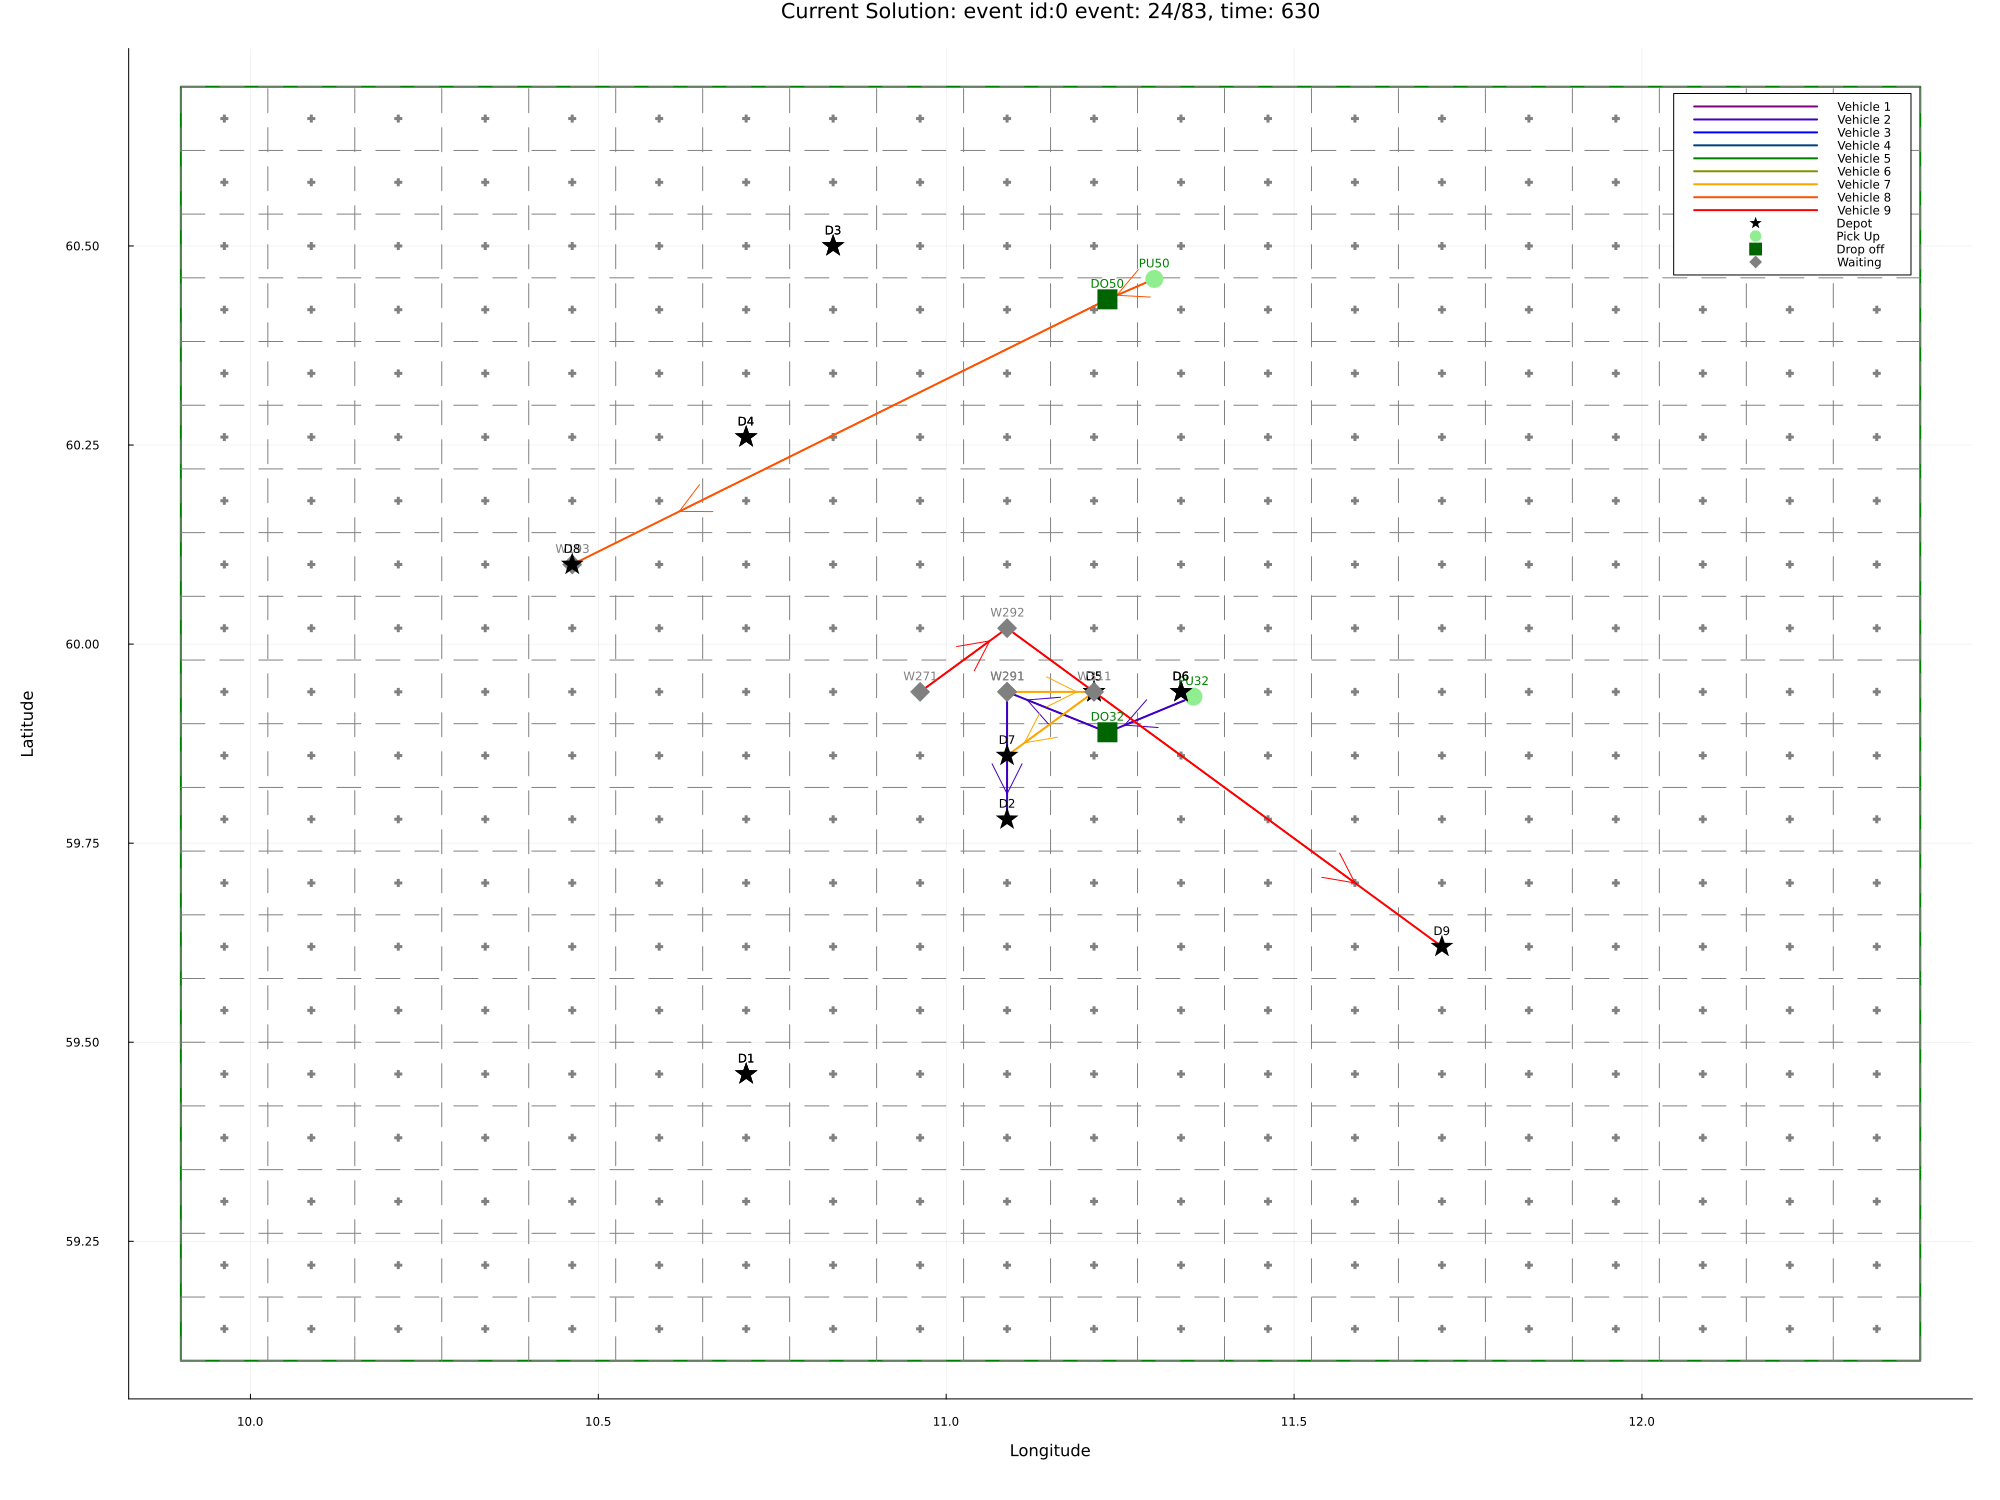 Current Solution: event id:0 event: 24/83, time: 630
Vehicle 1
Vehicle 2
Vehicle 3
Vehicle 4
Vehicle 5
Vehicle 6
Vehicle 7
Vehicle 8
Vehicle 9
Depot
Pick Up
Drop off
Waiting
D3
60.50
PU50
DO50
D4
60.25
D8
W292
60.00
W271
W291
D5
D6
DO32
D7
59.75
D2
D9
59.50
D1
59.25
10.0
10.5
11.0
11.5
12.0
Longitude
Latitude